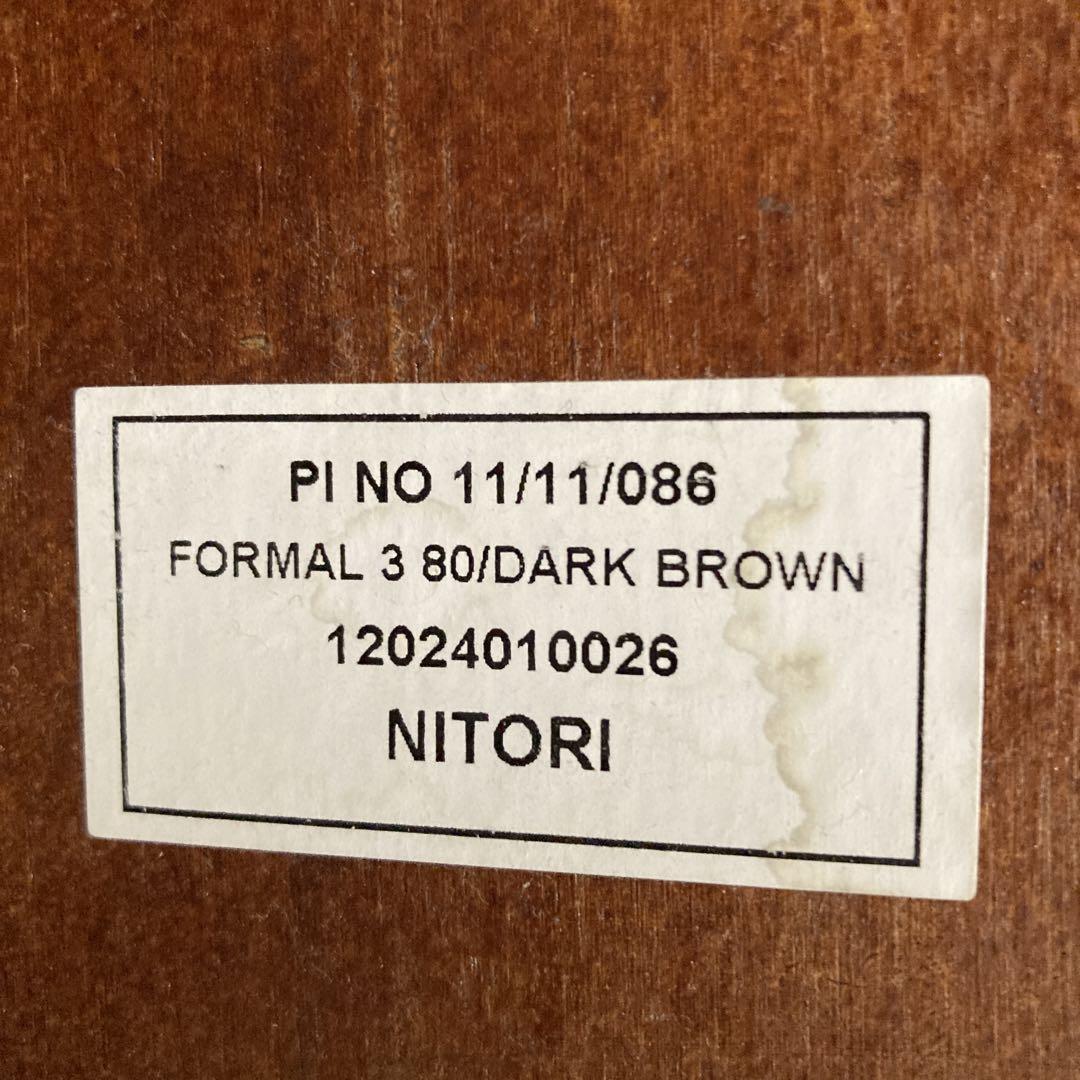 PI NO 11/11/086
FORMAL 3 80/DARK BROWN
12024010026
NITORI